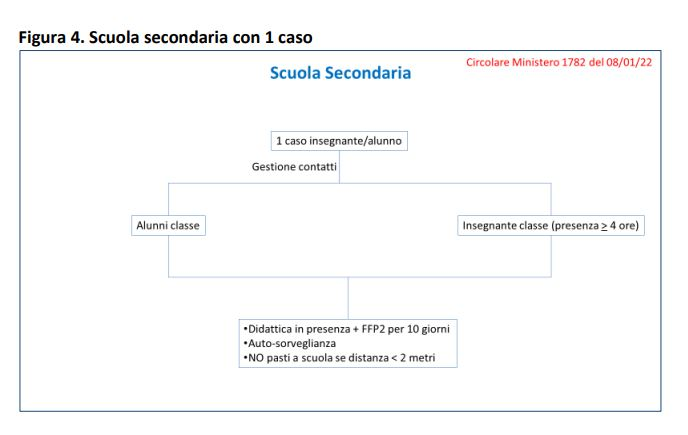 Figura 4. Scuola secondaria con 1 caso
Circolare Ministero 1782 del 08/01/22
Scuola Secondaria
1 caso insegnante/alunno
Gestione contatti
Alunni classe
Insegnante classe (presenza ≥ 4 ore)
•Didattica in presenza + FFP2 per 10 giorni
•Auto-sorveglianza
•NO pasti a scuola se distanza < 2 metri